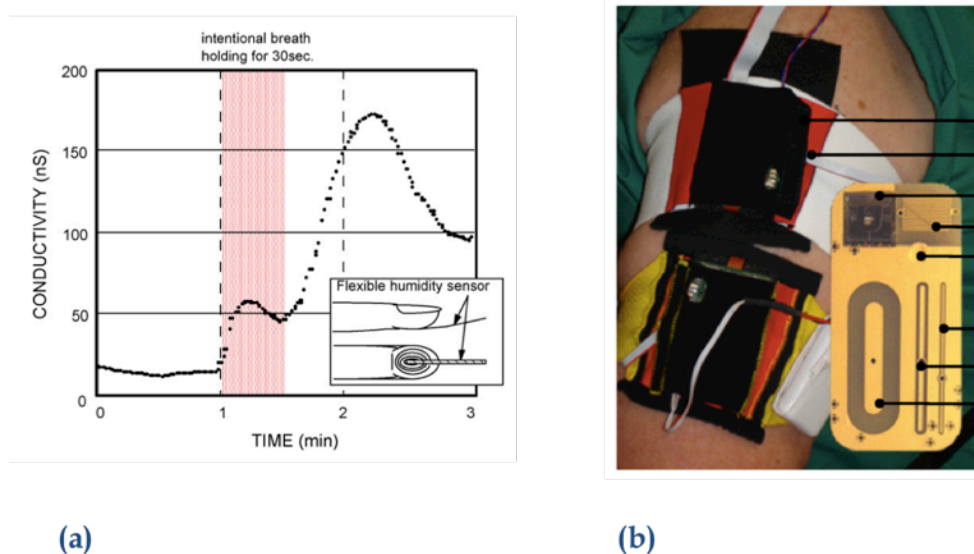 intentional breath
holding for 30sec.
200
150
100
50
0
CONDUCTIVITY (nS)
Flexible humidity sensor
0
1
2
3
TIME (min)
(a)
(b)